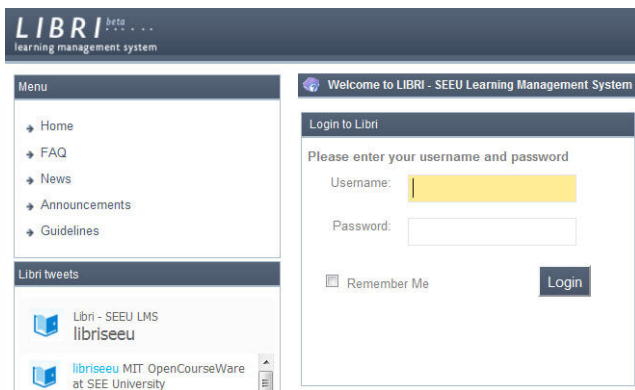 LIBRI beta
learning management system
Menu
Home
FAQ
News
Announcements
Guidelines
Libri tweets
Libri - SEEU LMS
libriseeu
libriseeu MIT OpenCourseWare
at SEE University
Welcome to LIBRI - SEEU Learning Management System
Login to Libri
Please enter your username and password
Username:
Password:
Remember Me
Login